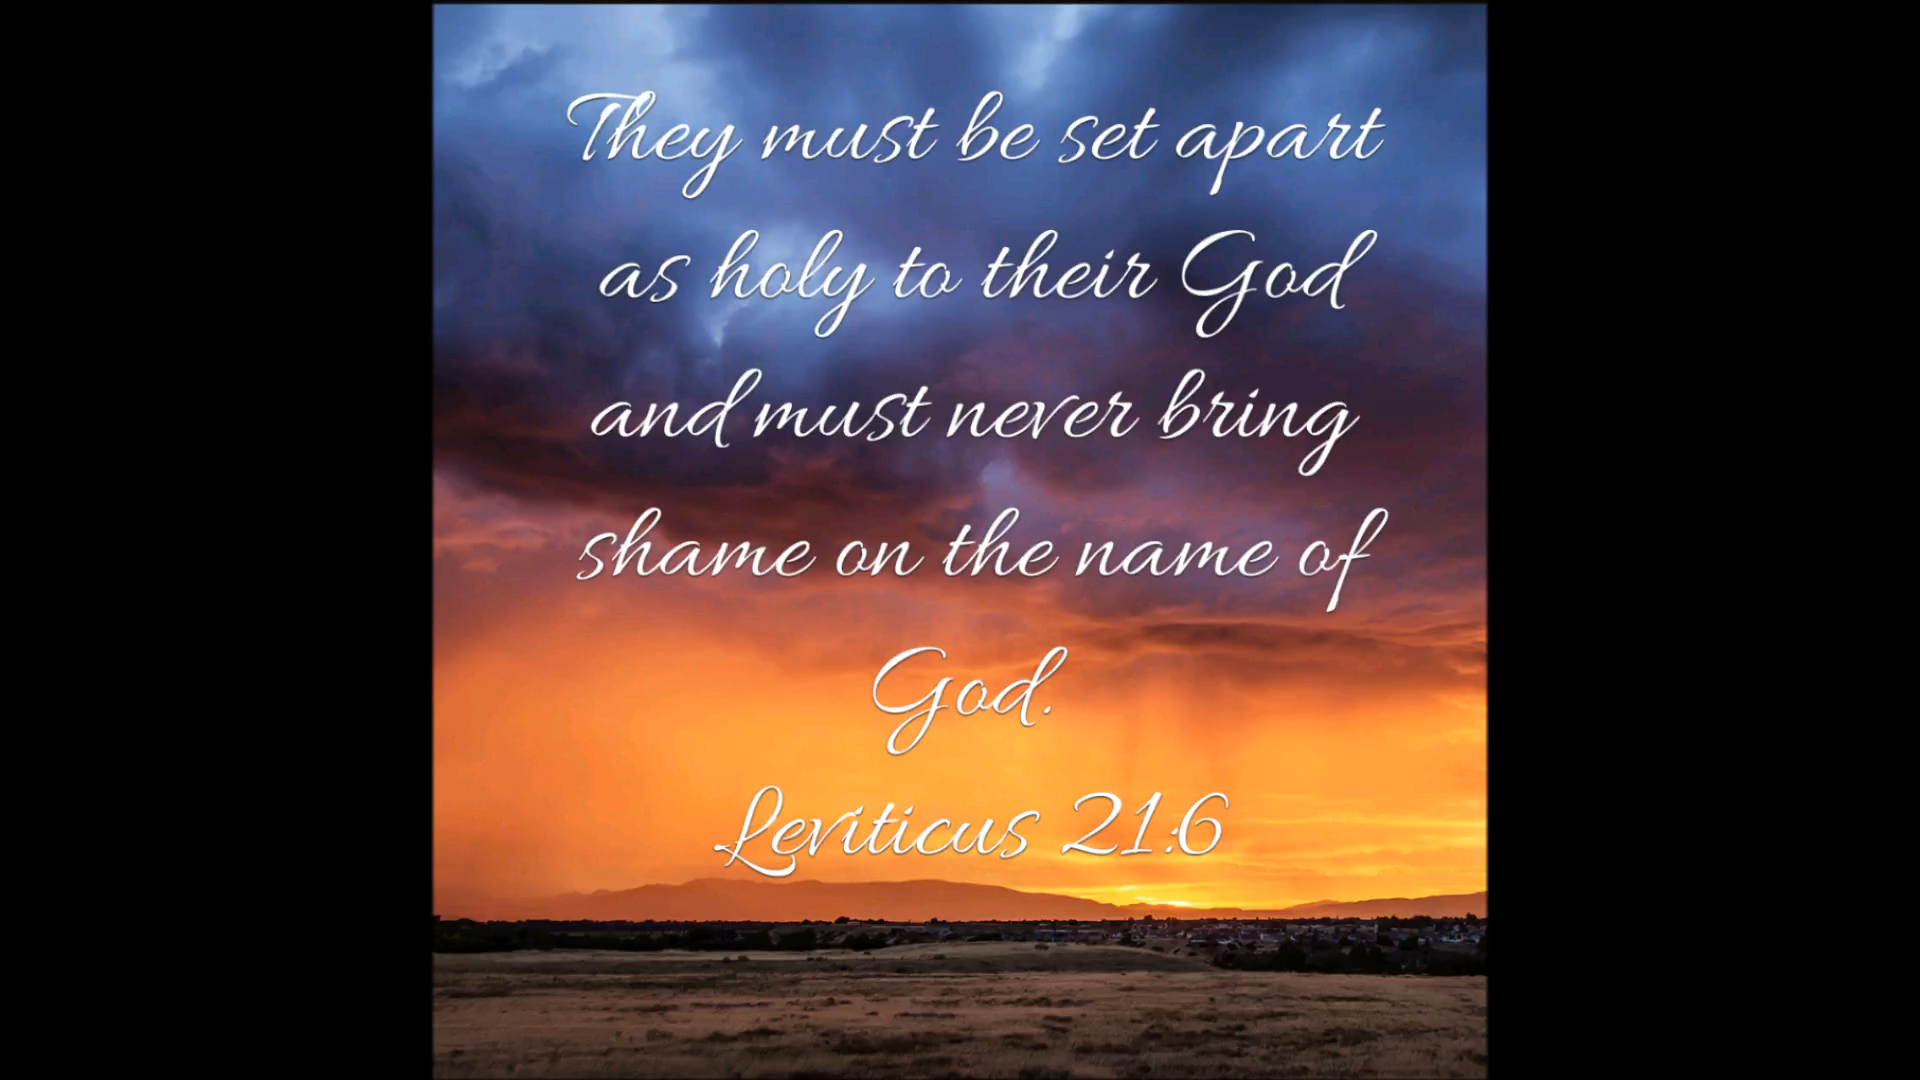 They must be set apart
as holy to their God
and must never bring
shame on the name of
God.
Leviticus 21:6